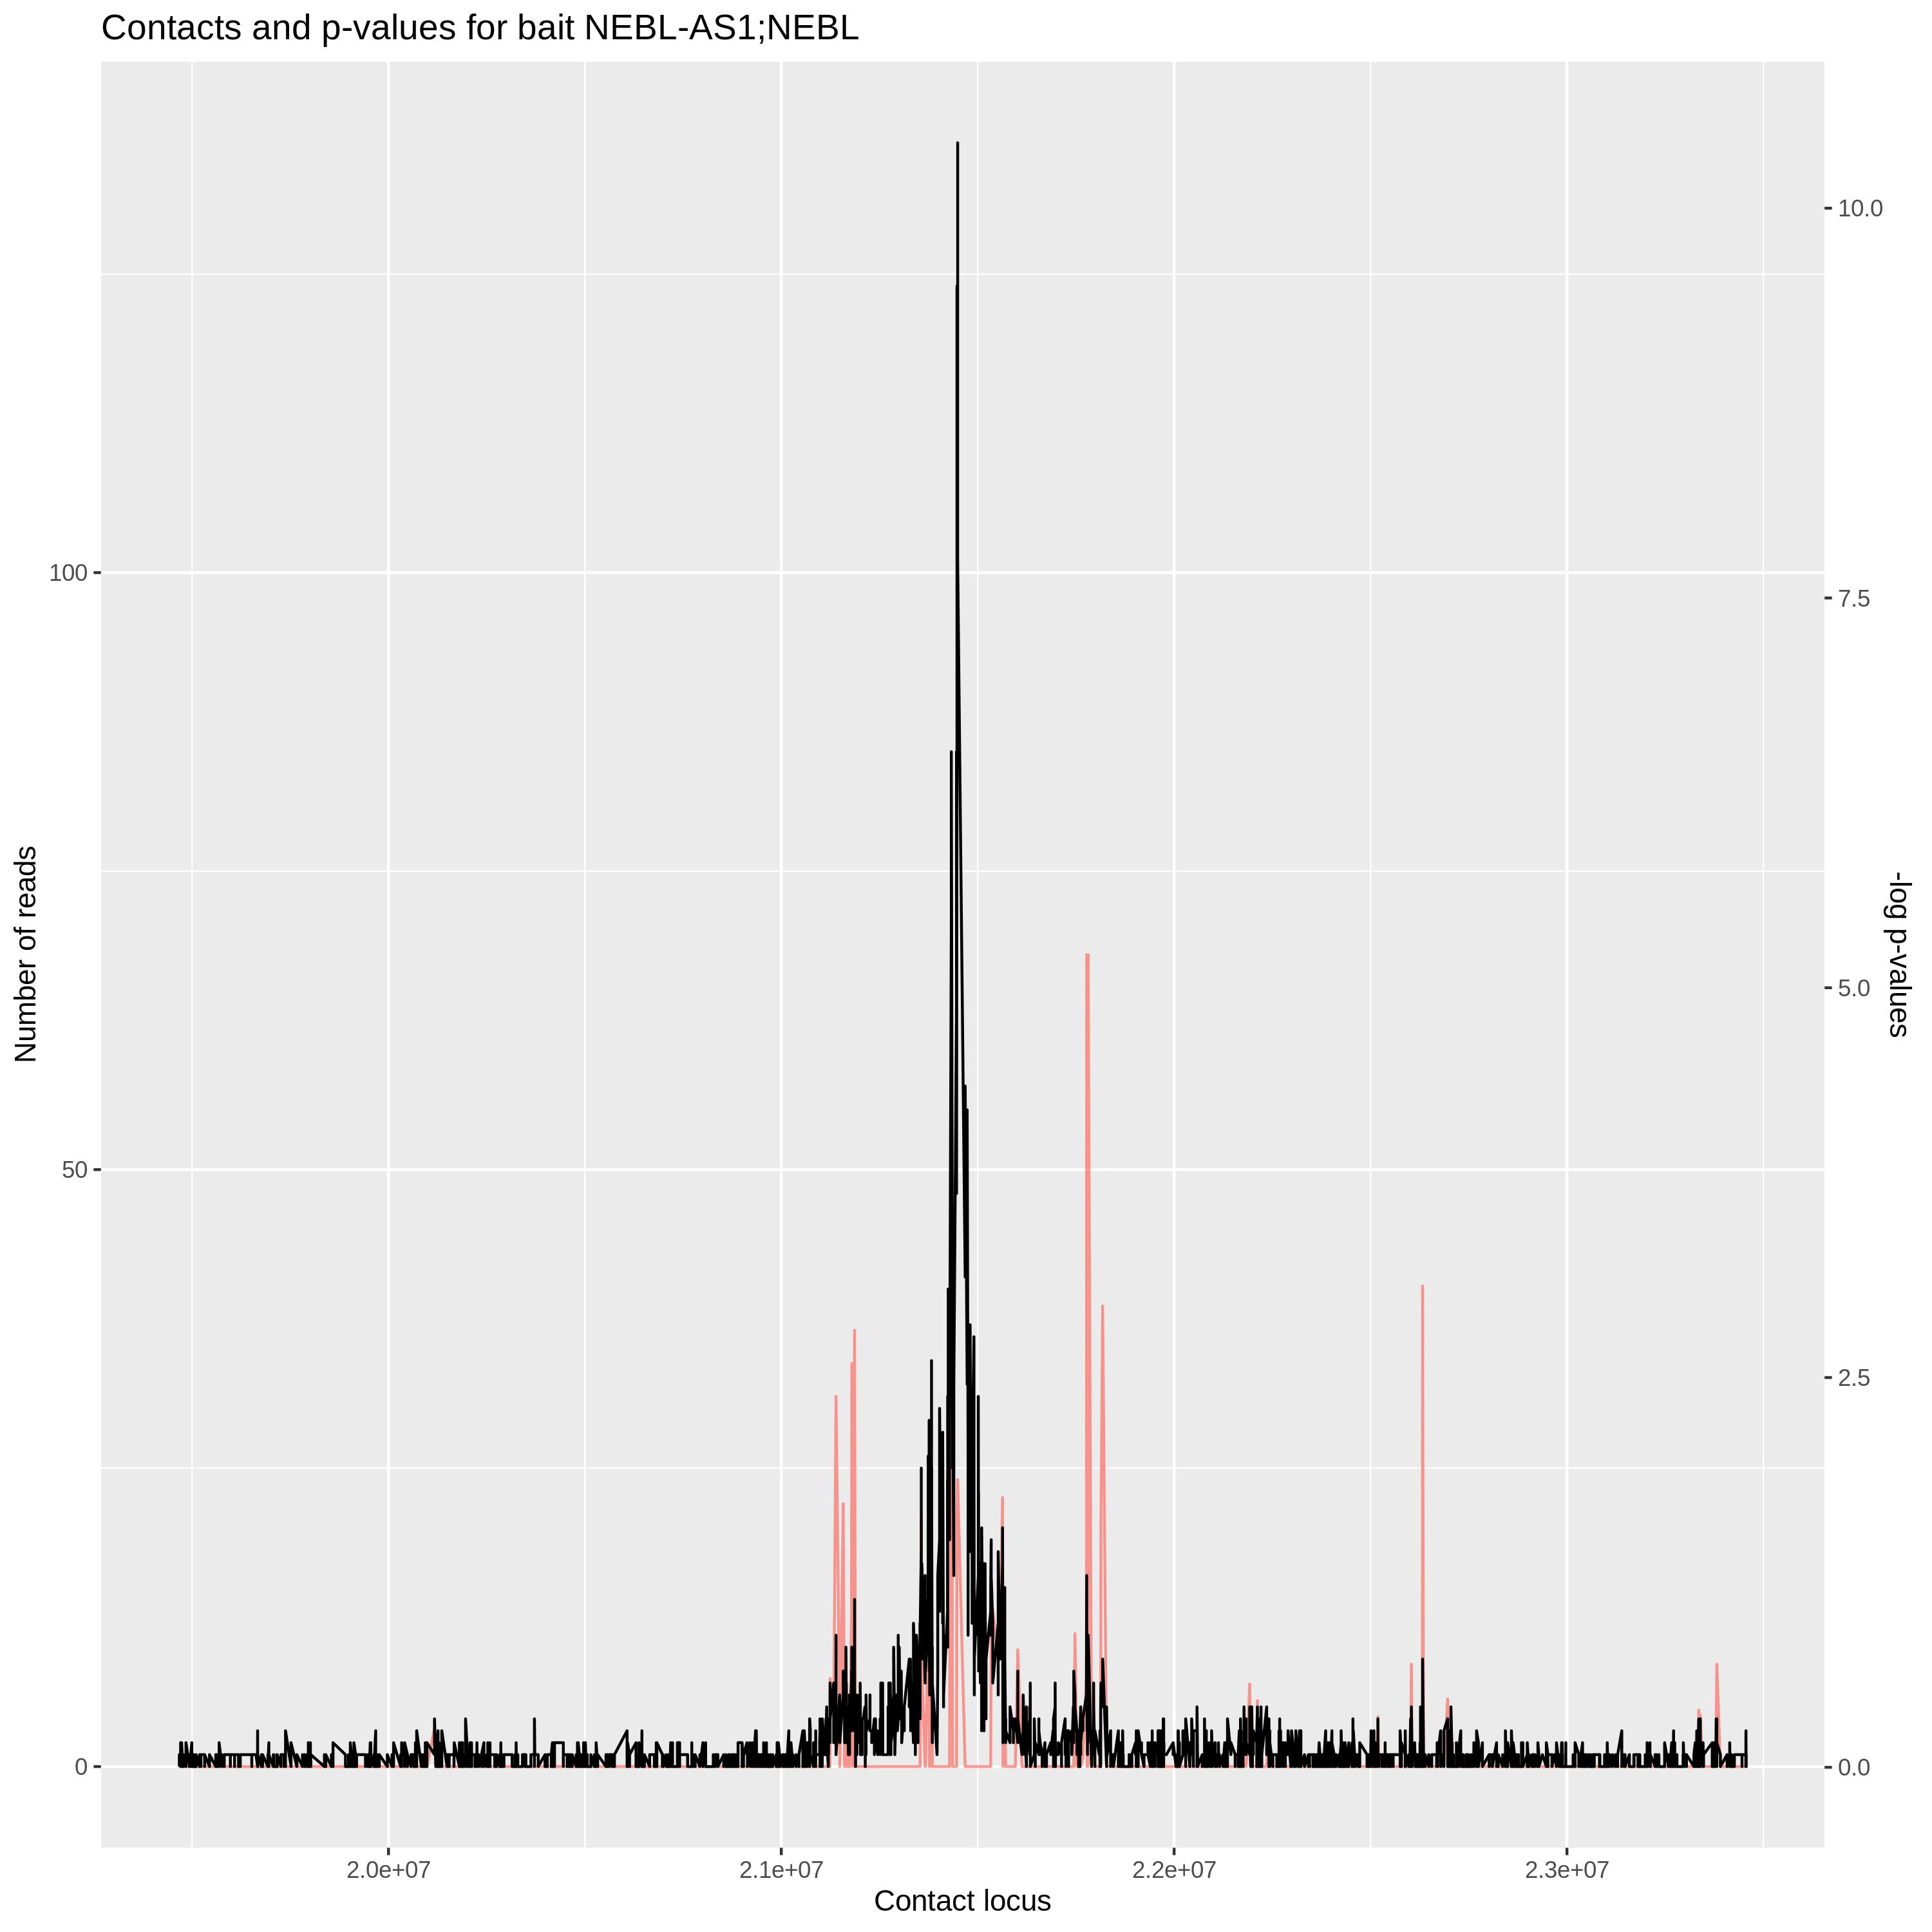 Contacts and p-values for bait NEBL-AS1;NEBL
10.0
100
7.5
Number of reads
-log p-values
5.0
50
2.5
0
0.0
2.0e+07 2.1e+07 2.2e+07 2.3e+07
Contact locus